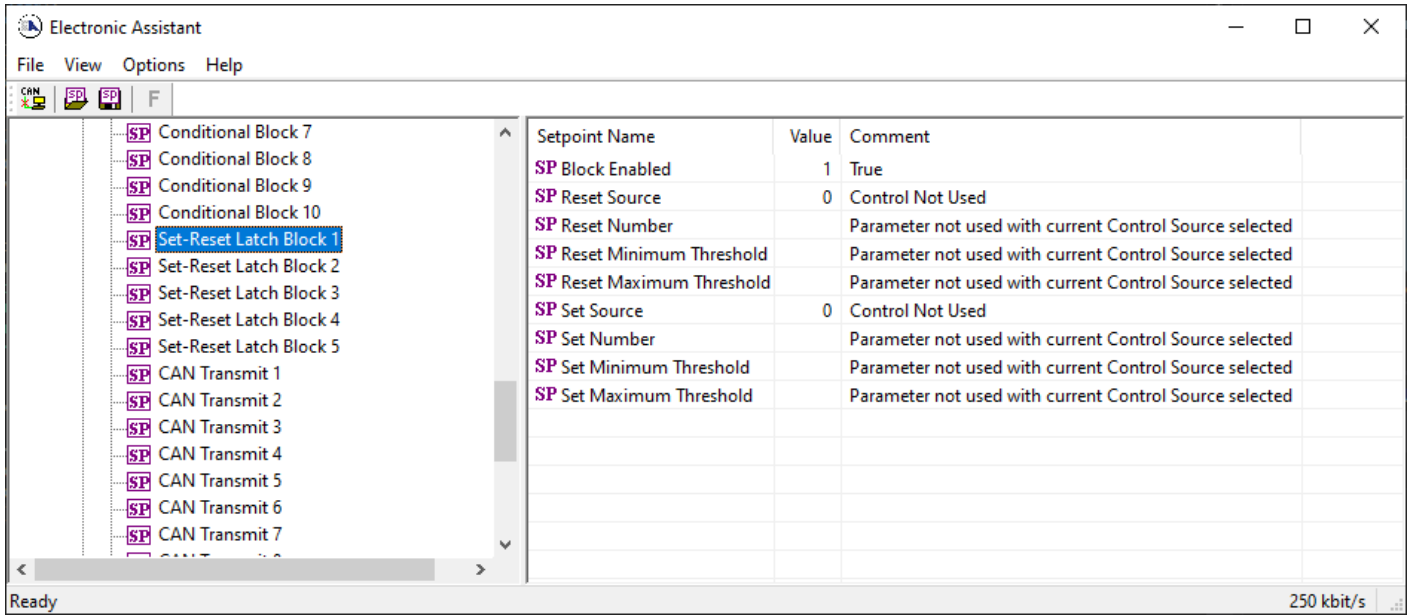 Electronic Assistant
File View Options Help
CAN SP SP F
SP Conditional Block 7
SP Conditional Block 8
SP Conditional Block 9
SP Conditional Block 10
SP Set-Reset Latch Block 1
SP Set-Reset Latch Block 2
SP Set-Reset Latch Block 3
SP Set-Reset Latch Block 4
SP Set-Reset Latch Block 5
SP CAN Transmit 1
SP CAN Transmit 2
SP CAN Transmit 3
SP CAN Transmit 4
SP CAN Transmit 5
SP CAN Transmit 6
SP CAN Transmit 7
Setpoint Name Value Comment
SP Block Enabled 1 True
SP Reset Source 0 Control Not Used
SP Reset Number Parameter not used with current Control Source selected
SP Reset Minimum Threshold Parameter not used with current Control Source selected
SP Reset Maximum Threshold Parameter not used with current Control Source selected
SP Set Source 0 Control Not Used
SP Set Number Parameter not used with current Control Source selected
SP Set Minimum Threshold Parameter not used with current Control Source selected
SP Set Maximum Threshold Parameter not used with current Control Source selected
Ready 250 kbit/s